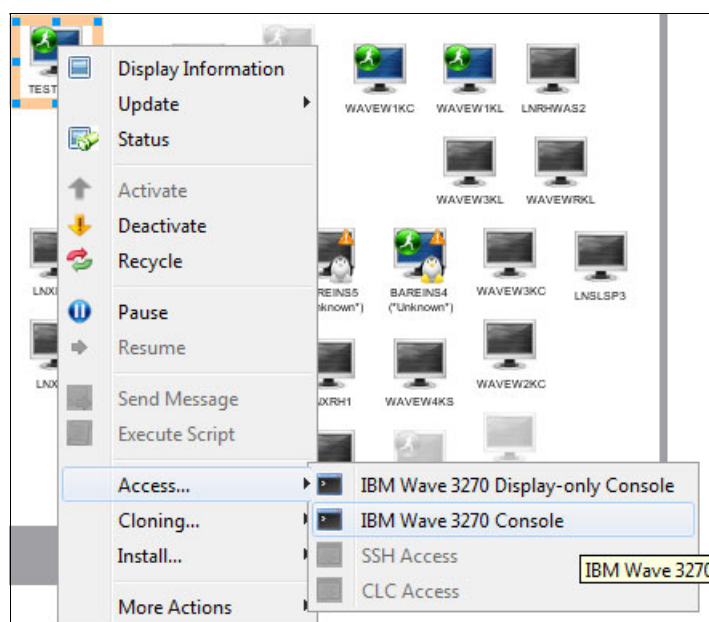 Display Information
Update
Status
Activate
Deactivate
Recycle
Pause
Resume
Send Message
Execute Script
Access...
Cloning...
Install...
More Actions
IBM Wave 3270 Display-only Console
IBM Wave 3270 Console
SSH Access
CLC Access
IBM Wave 3270
TEST
WAVEW1KC WAVEW1KL LNRHWAS2
WAVEW3KL WAVEWRKL
LNX
REINS5 BAREINS4 WAVEW3KC LNSLSP3
known*) ("Unknown")
LNX
XRH1 WAVEW4KS WAVEW2KC